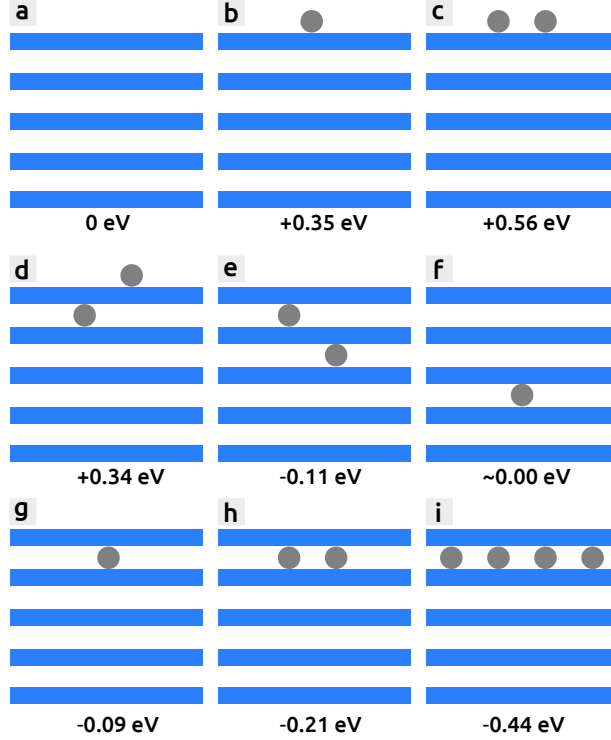 a b c
0 eV +0.35 eV +0.56 eV
d e f
+0.34 eV -0.11 eV ~0.00 eV
g h i
-0.09 eV -0.21 eV -0.44 eV